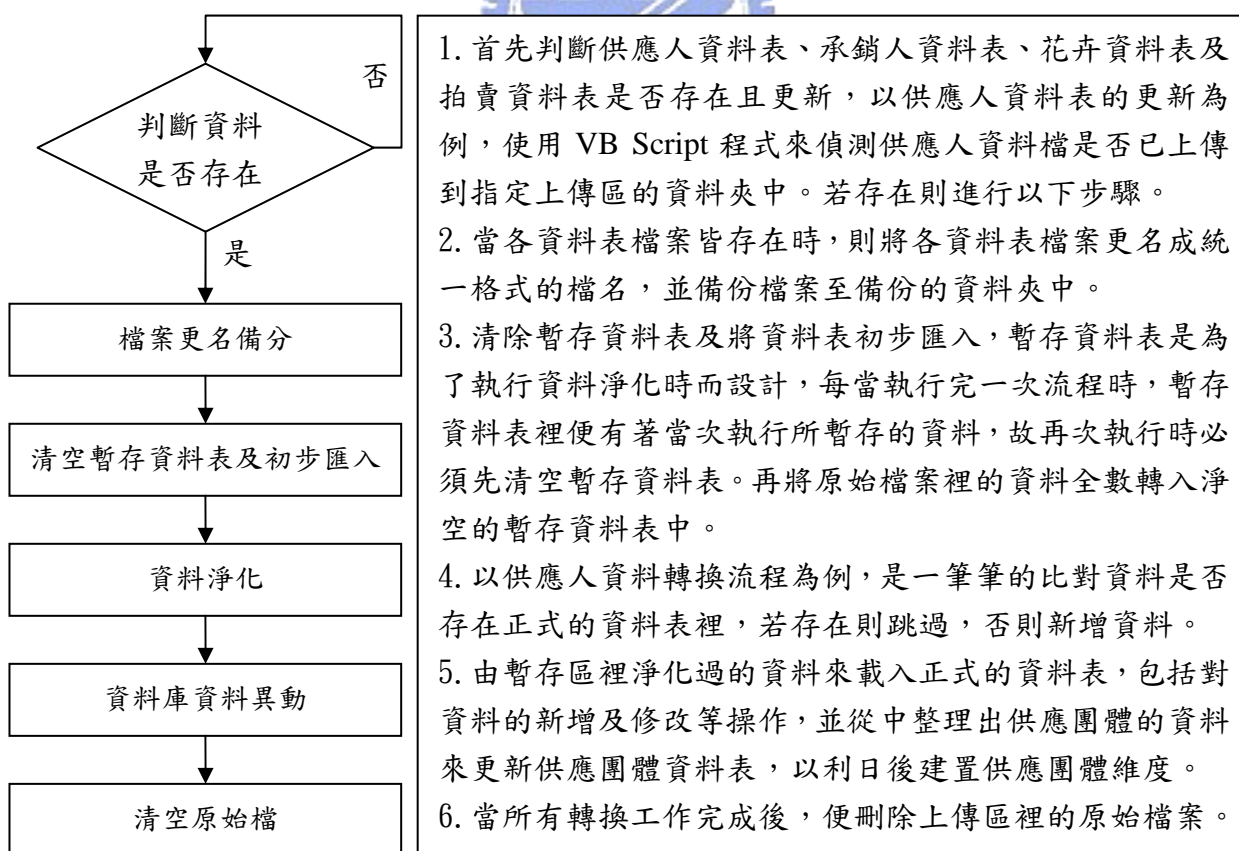 否
判斷資料
是否存在
是
檔案更名備分
清空暫存資料表及初步匯入
資料淨化
資料庫資料異動
清空原始檔
1. 首先判斷供應人資料表、承銷人資料表、花卉資料表及
拍賣資料表是否存在且更新，以供應人資料表的更新為
例，使用 VB Script 程式來偵測供應人資料檔是否已上傳
到指定上傳區的資料夾中。若存在則進行以下步驟。
2. 當各資料表檔案皆存在時，則將各資料表檔案更名成統
一格式的檔名，並備份檔案至備份的資料夾中。
3. 清除暫存資料表及將資料表初步匯入，暫存資料表是為
了執行資料淨化時而設計，每當執行完一次流程時，暫存
資料表裡便有著當次執行所暫存的資料，故再次執行時必
須先清空暫存資料表。再將原始檔案裡的資料全數轉入淨
空的暫存資料表中。
4. 以供應人資料轉換流程為例，是一筆筆的比對資料是否
存在正式的資料表裡，若存在則跳過，否則新增資料。
5. 由暫存區裡淨化過的資料來載入正式的資料表，包括對
資料的新增及修改等操作，並從中整理出供應團體的資料
來更新供應團體資料表，以利日後建置供應團體維度。
6. 當所有轉換工作完成後，便刪除上傳區裡的原始檔案。